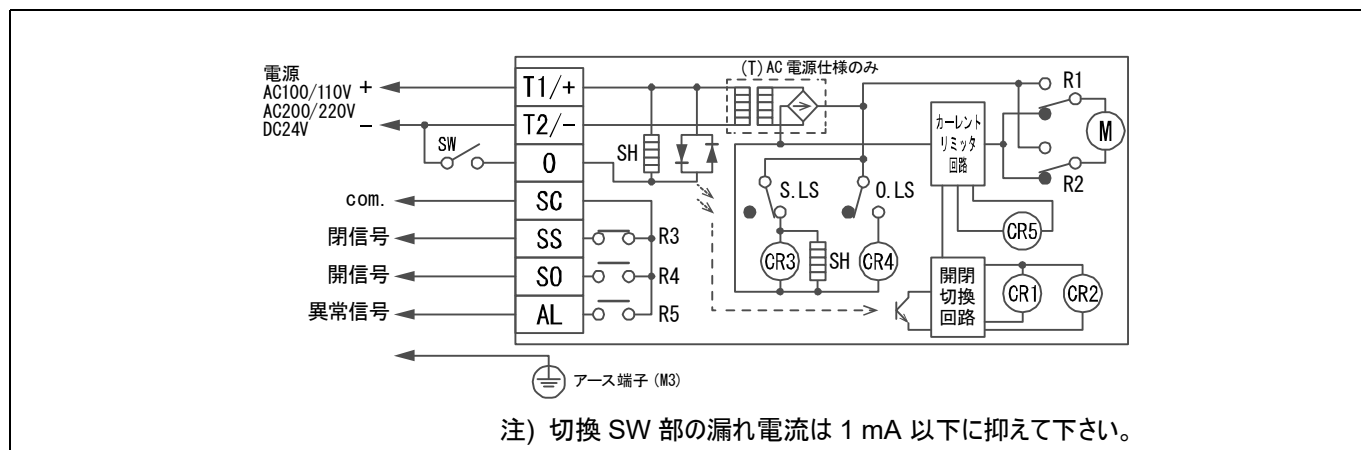 電源
AC100/110V
AC200/220V
DC24V
+
−
SW
com.
閉信号
開信号
異常信号
T1/+
T2/−
O
SC
SS
SO
AL
SH
R3
R4
R5
(T) AC 電源仕様のみ
S.LS
O.LS
CR3
SH
CR4
カーレント
リミッタ
回路
R1
M
R2
CR5
開閉
切換
回路
CR1
CR2
アース端子 (M3)
注) 切換 SW 部の漏れ電流は 1 mA 以下に抑えて下さい。